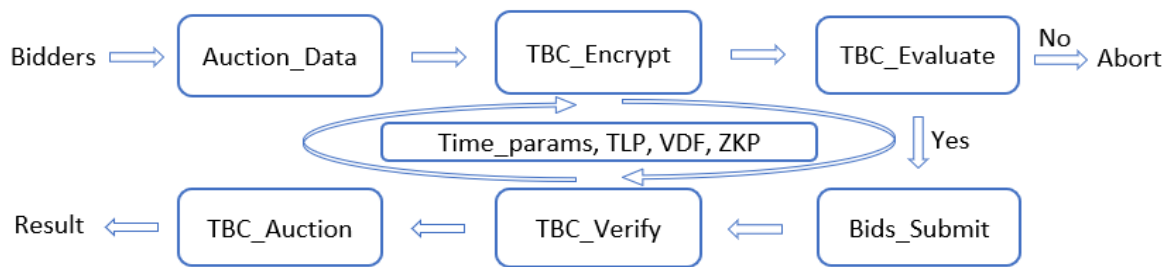 Bidders
Auction_Data
TBC_Encrypt
TBC_Evaluate
No
Abort
Yes
Time_params, TLP, VDF, ZKP
Result
TBC_Auction
TBC_Verify
Bids_Submit